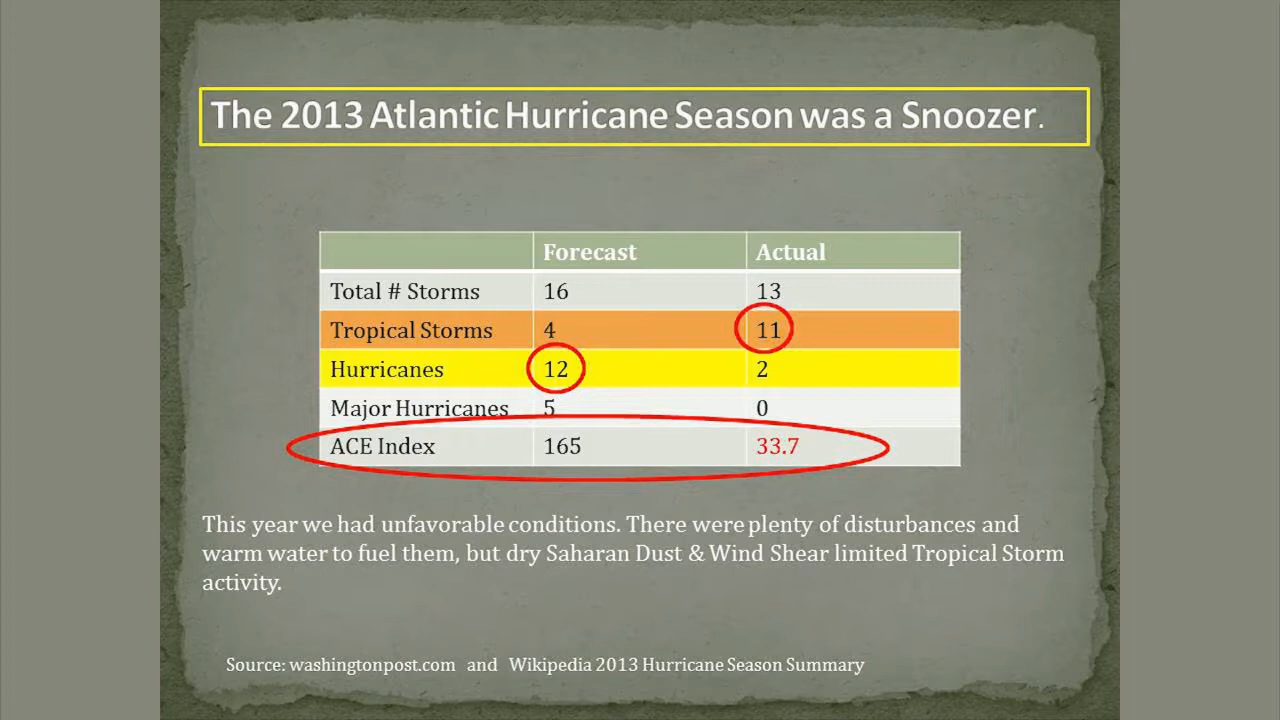 The 2013 Atlantic Hurricane Season was a Snoozer.
Forecast Actual
Total # Storms 16 13
Tropical Storms 4 11
Hurricanes 12 2
Major Hurricanes 5 0
ACE Index 165 33.7
This year we had unfavorable conditions. There were plenty of disturbances and
warm water to fuel them, but dry Saharan Dust & Wind Shear limited Tropical Storm
activity.
Source: washingtonpost.com and Wikipedia 2013 Hurricane Season Summary